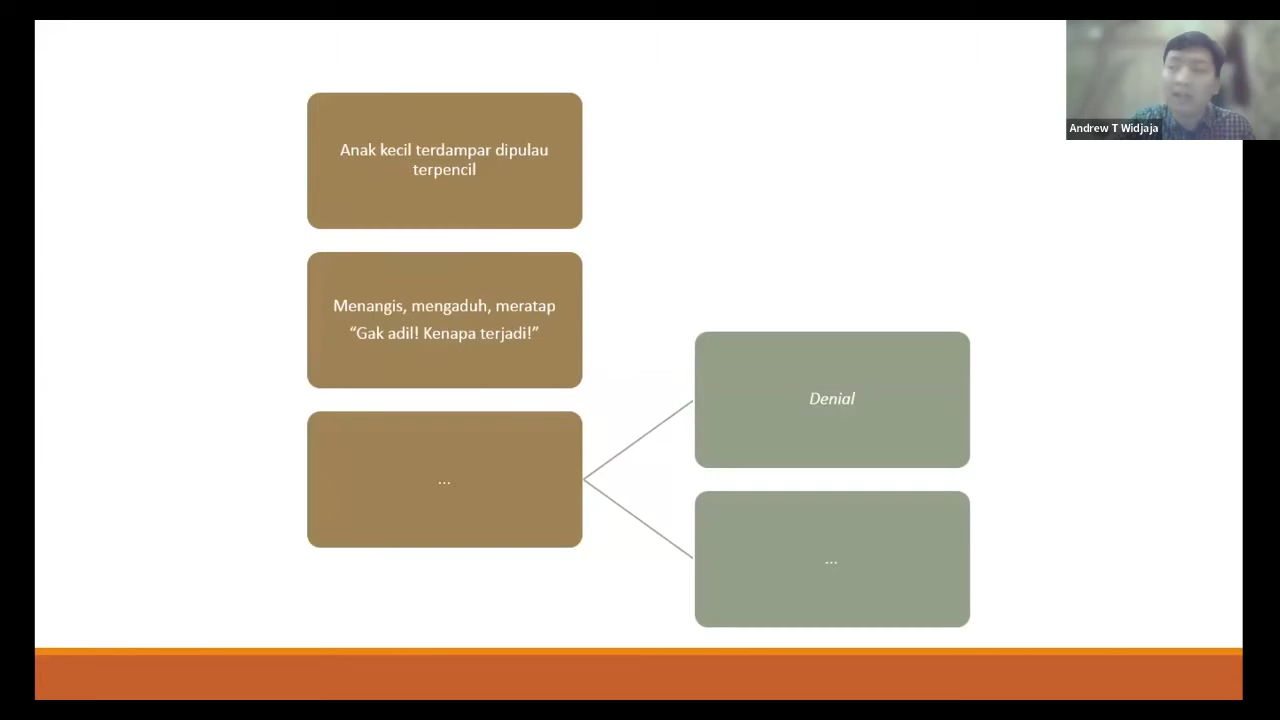 Anak kecil terdampar dipulau
terpencil
Menangis, mengaduh, meratap
“Gak adil! Kenapa terjadi!”
...
Denial
...
Andrew T Widjaja